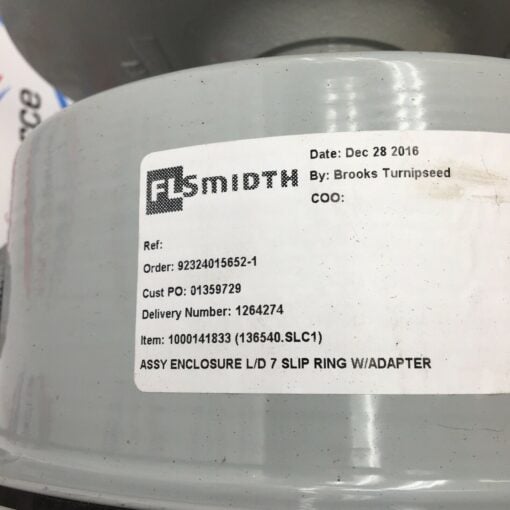 FLSMIDTH
Date: Dec 28 2016
By: Brooks Turnipseed
COO:
Ref:
Order: 92324015652-1
Cust PO: 01359729
Delivery Number: 1264274
Item: 1000141833 (136540.SLC1)
ASSY ENCLOSURE L/D 7 SLIP RING W/ADAPTER